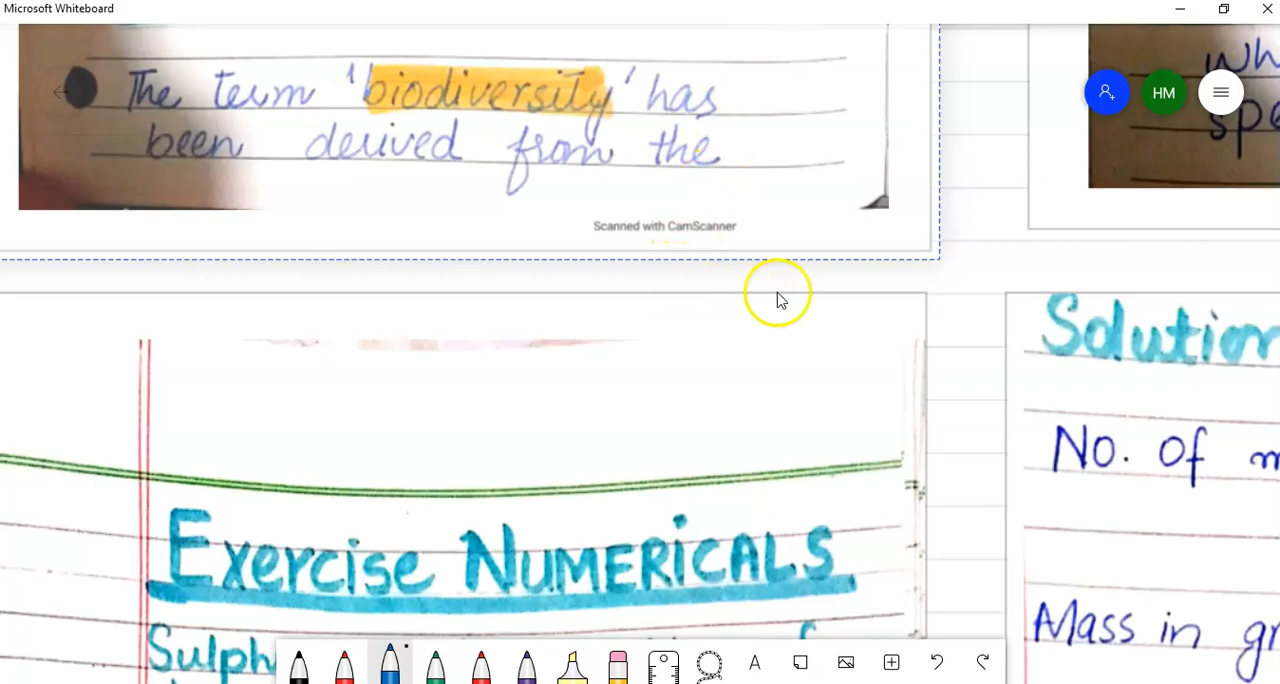 Microsoft Whiteboard
The term 'biodiversity' has
been derived from the
Scanned with CamScanner
HM
Exercise NUMERICALS
Solution
No. Of
Mass in
A